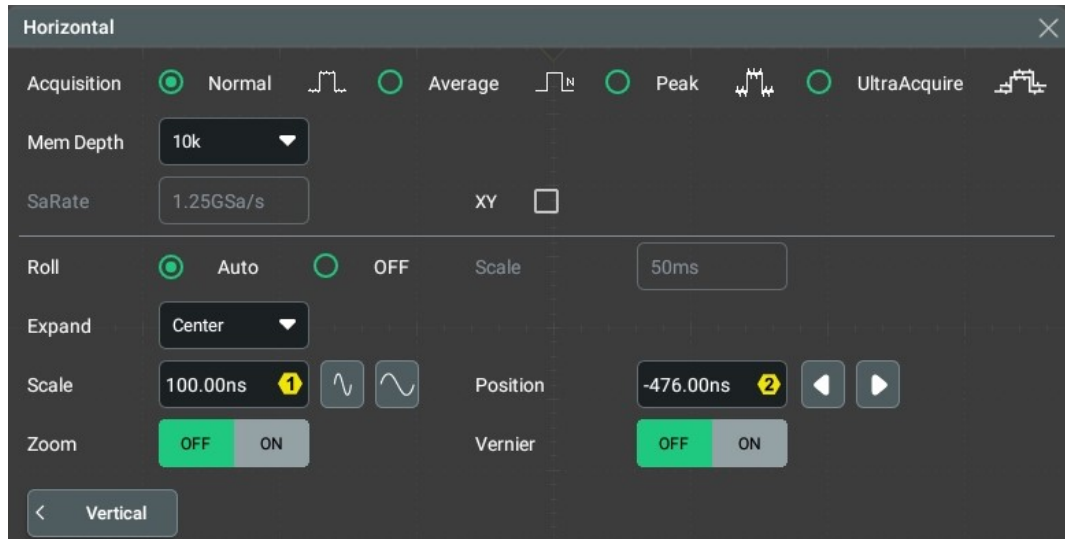 Horizontal
Acquisition Normal Average N Peak UltraAcquire
Mem Depth 10k
SaRate 1.25GSa/s XY
Roll Auto OFF Scale 50ms
Expand Center
Scale 100.00ns 1 Position -476.00ns 2
Zoom OFF ON Vernier OFF ON
Vertical